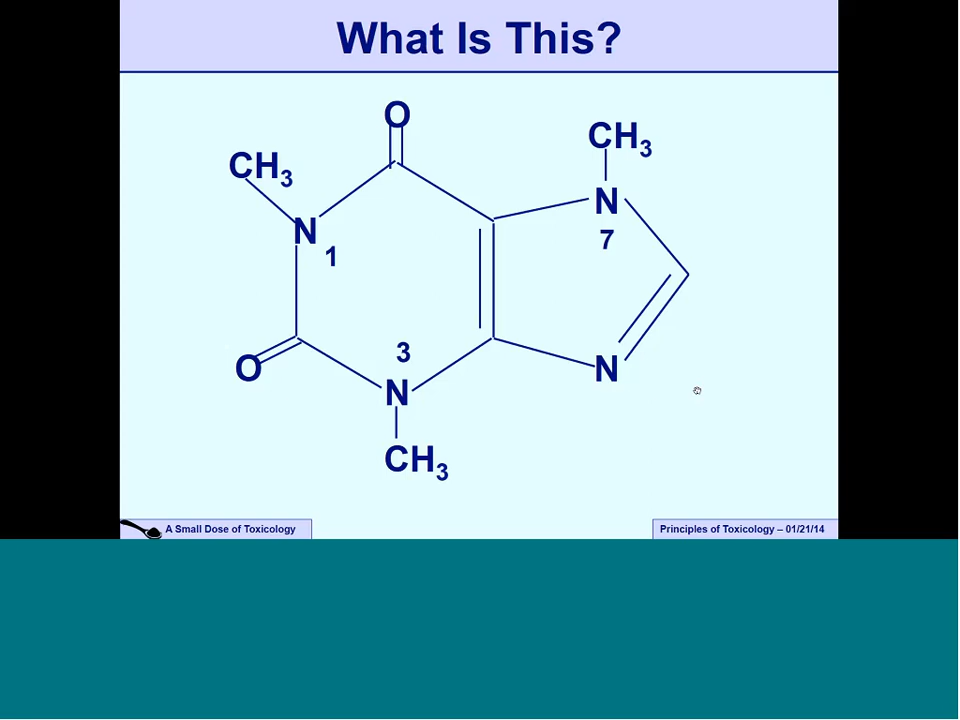 What Is This?
O
CH3
CH3
N
N
1
7
3
O
N
N
CH3
A Small Dose of Toxicology
Principles of Toxicology – 01/21/14